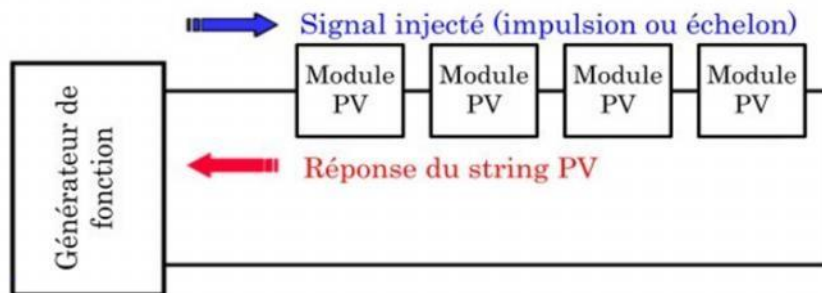 Signal injecté (impulsion ou échelon)
Module
PV
Module
PV
Module
PV
Module
PV
Réponse du string PV
Générateur de
fonction